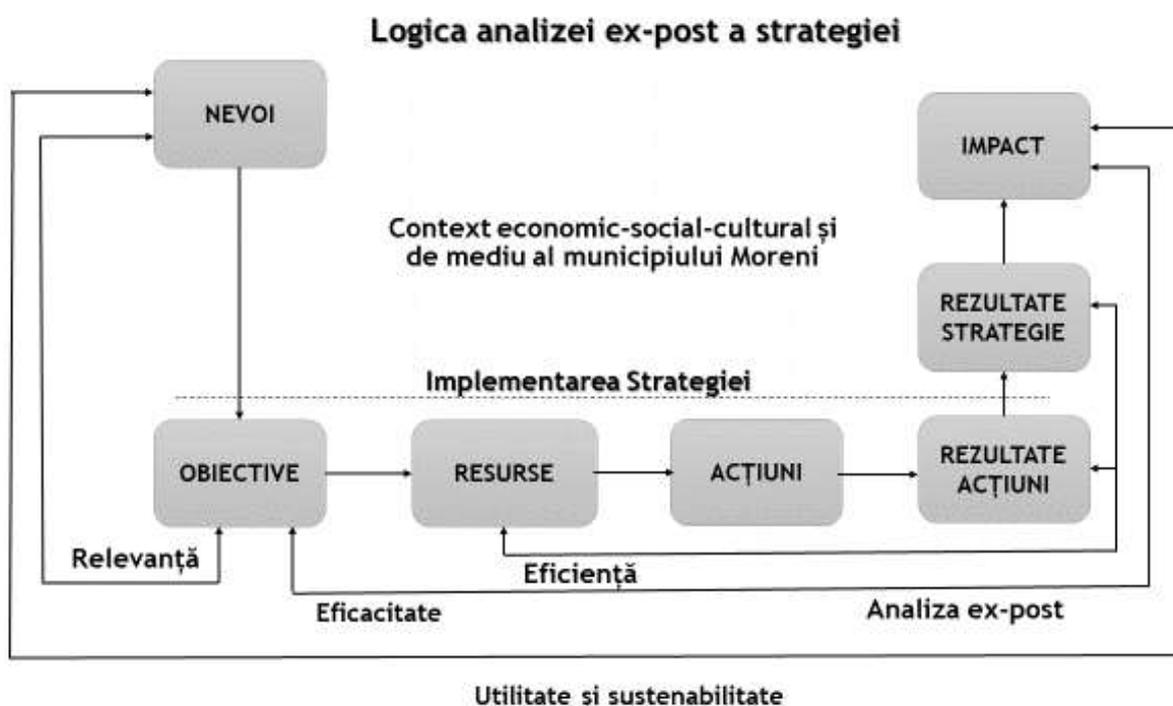 Logica analizei ex-post a strategiei
NEVOI
IMPACT
Context economic-social-cultural și
de mediu al municipiului Moreni
REZULTATE
STRATEGIE
Implementarea Strategiei
OBIECTIVE
RESURSE
ACȚIUNI
REZULTATE
ACȚIUNI
Relevanță
Eficiență
Eficacitate
Analiza ex-post
Utilitate și sustenabilitate